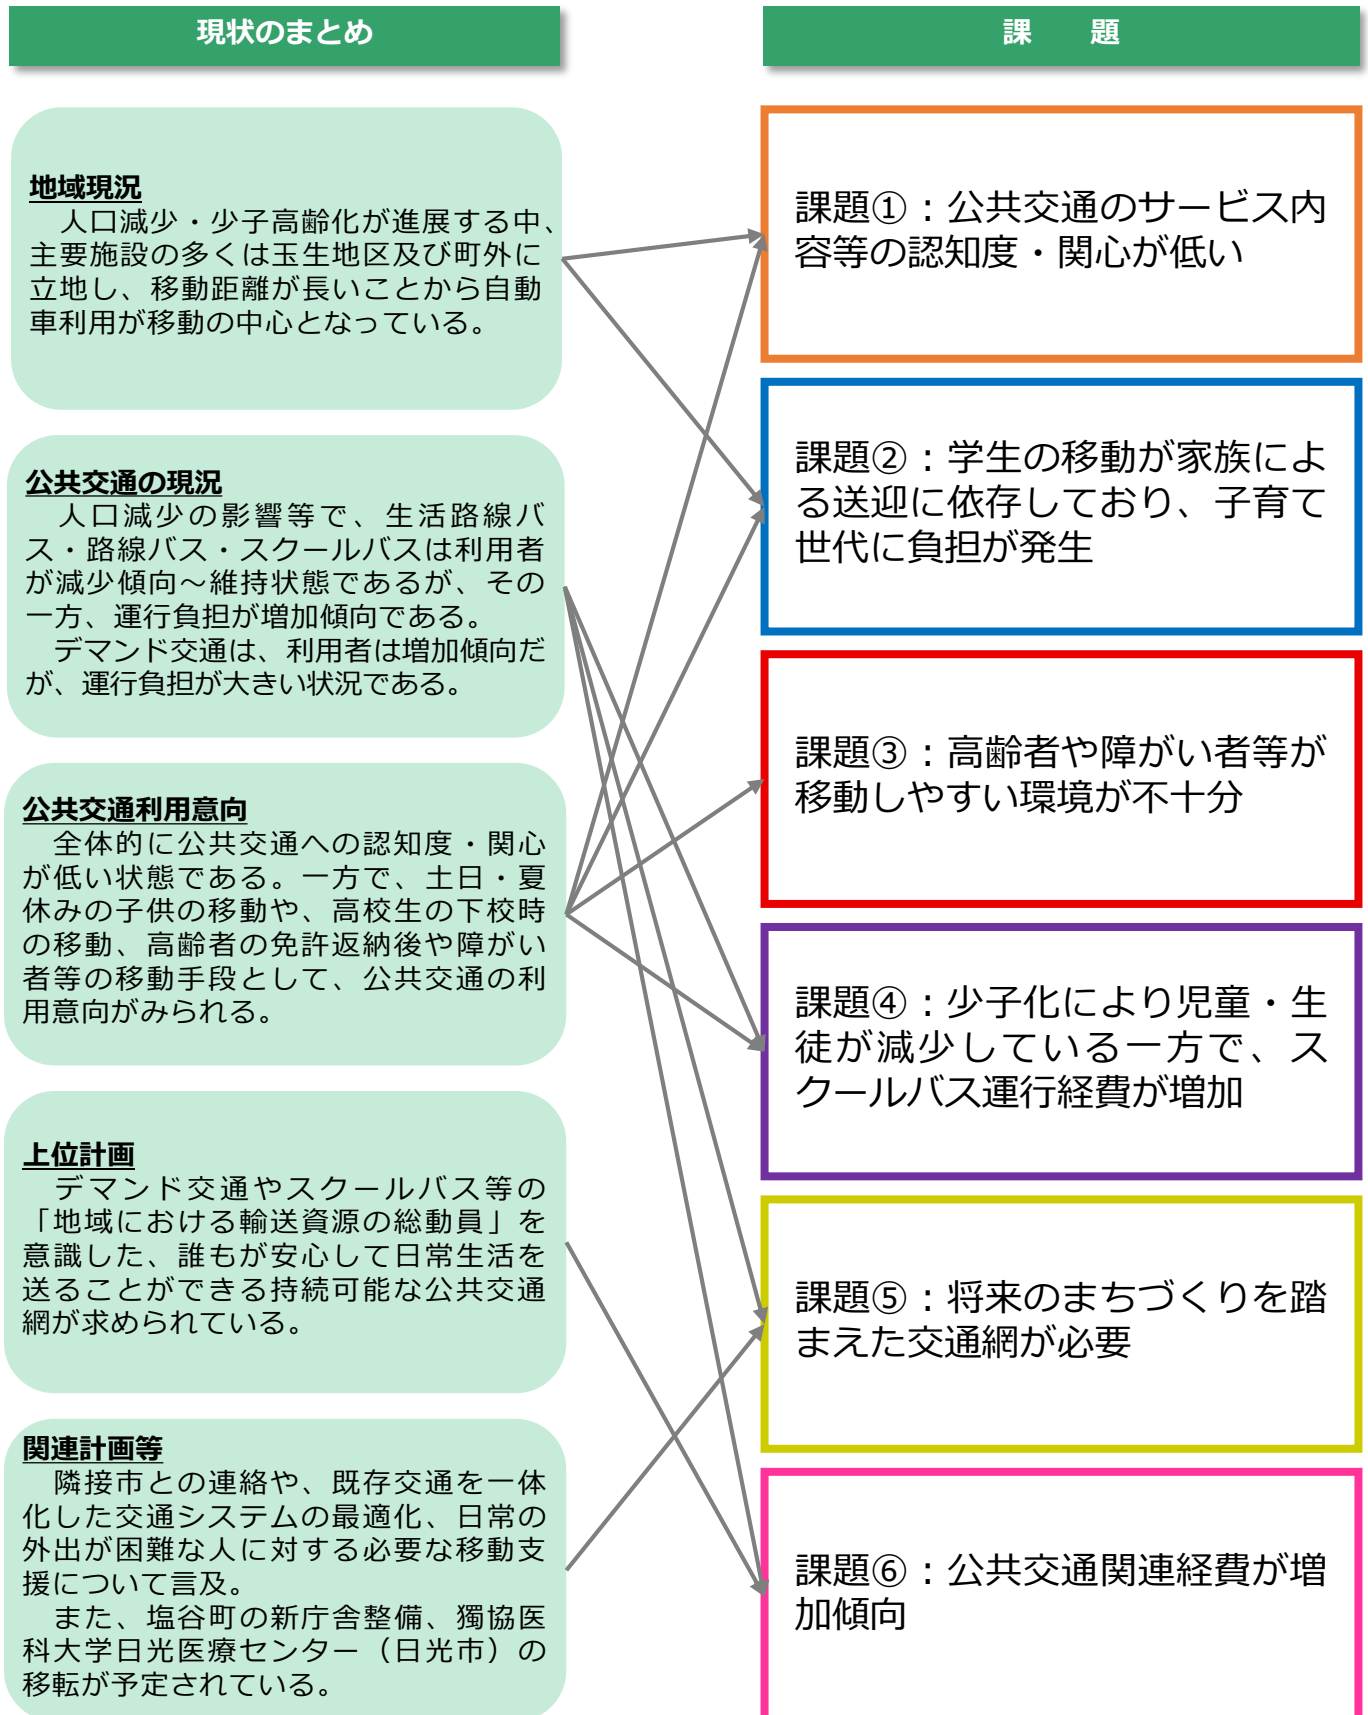 現状のまとめ
課　題
地域現況
　人口減少・少子高齢化が進展する中、
主要施設の多くは玉生地区及び町外に
立地し、移動距離が長いことから自動
車利用が移動の中心となっている。
公共交通の現況
　人口減少の影響等で、生活路線バ
ス・路線バス・スクールバスは利用者
が減少傾向～維持状態であるが、その
一方、運行負担が増加傾向である。
　デマンド交通は、利用者は増加傾向だ
が、運行負担が大きい状況である。
公共交通利用意向
　全体的に公共交通への認知度・関心
が低い状態である。一方で、土日・夏
休みの子供の移動や、高校生の下校時
の移動、高齢者の免許返納後や障がい
者等の移動手段として、公共交通の利
用意向がみられる。
上位計画
　デマンド交通やスクールバス等の
「地域における輸送資源の総動員」を
意識した、誰もが安心して日常生活を
送ることができる持続可能な公共交通
網が求められている。
関連計画等
　隣接市との連絡や、既存交通を一体
化した交通システムの最適化、日常の
外出が困難な人に対する必要な移動支
援について言及。
　また、塩谷町の新庁舎整備、獨協医
科大学日光医療センター（日光市）の
移転が予定されている。
課題①：公共交通のサービス内
容等の認知度・関心が低い
課題②：学生の移動が家族によ
る送迎に依存しており、子育て
世代に負担が発生
課題③：高齢者や障がい者等が
移動しやすい環境が不十分
課題④：少子化により児童・生
徒が減少している一方で、ス
クールバス運行経費が増加
課題⑤：将来のまちづくりを踏
まえた交通網が必要
課題⑥：公共交通関連経費が増
加傾向